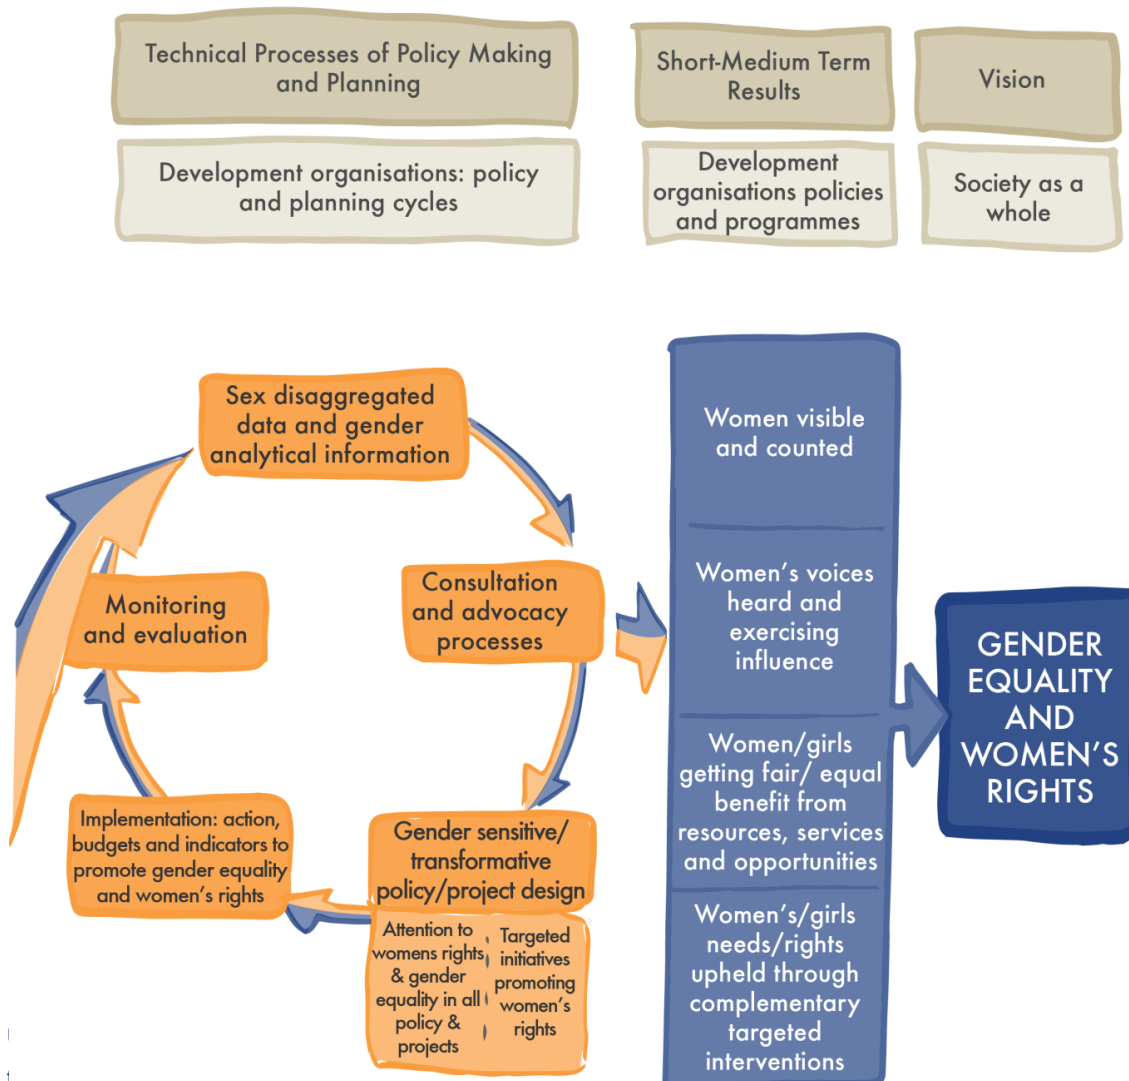 Technical Processes of Policy Making
and Planning
Short-Medium Term
Results
Vision
Development organisations: policy
and planning cycles
Development
organisations policies
and programmes
Society as a
whole
Sex disaggregated
data and gender
analytical information
Consultation
and advocacy
processes
Gender sensitive/
transformative
policy/project design
Attention to
womens rights
& gender
equality in all
policy &
projects
Targeted
initiatives
promoting
women's
rights
Implementation: action,
budgets and indicators to
promote gender equality
and women's rights
Monitoring
and evaluation
Women visible
and counted
Women's voices
heard and
exercising
influence
Women/girls
getting fair/ equal
benefit from
resources, services
and opportunities
Women's/girls
needs/rights
upheld through
complementary
targeted
interventions
GENDER
EQUALITY
AND
WOMEN'S
RIGHTS